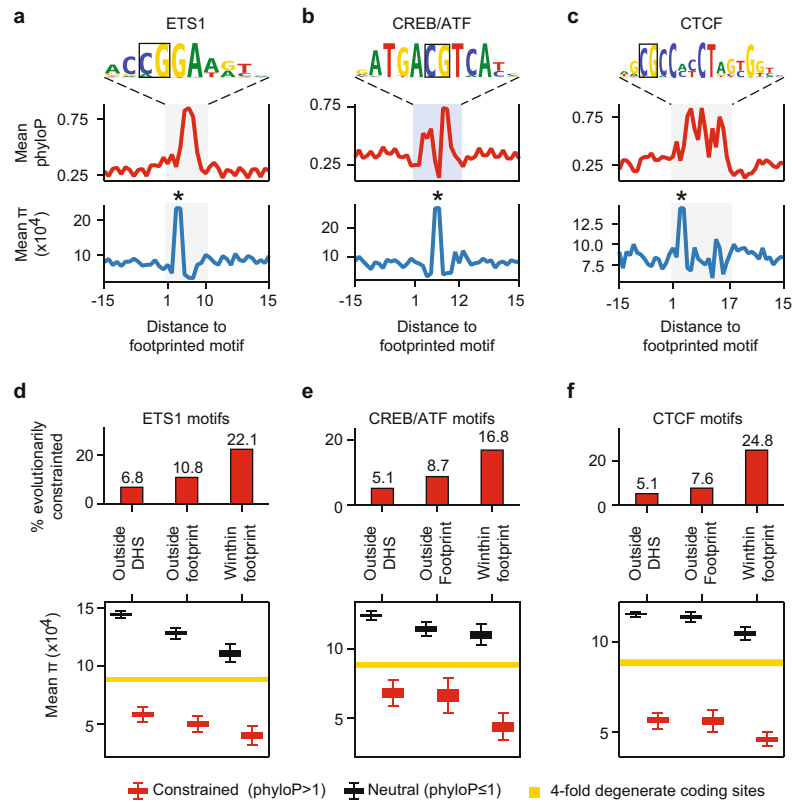 a
ETS1
b
CREB/ATF
c
CTCF
ACCGGAAGT
ATGACGTCAT
GCGCCACCTAGTGGT
Mean
phyloP
0.75
0.25
0.75
0.25
0.75
0.25
Mean π
(x10⁴)
20
10
*
20
10
*
12.5
10.0
7.5
*
-15 1 10 15
-15 1 12 15
-15 1 17 15
Distance to
footprinted motif
Distance to
footprinted motif
Distance to
footprinted motif
d
ETS1 motifs
e
CREB/ATF motifs
f
CTCF motifs
% evolutionarily
constrainted
20
0
6.8 10.8 22.1
20
0
5.1 8.7 16.8
20
0
5.1 7.6 24.8
Outside
DHS
Outside
footprint
Winthin
footprint
Outside
DHS
Outside
Footprint
Winthin
footprint
Outside
DHS
Outside
Footprint
Winthin
footprint
Mean π (x10⁴)
15
10
5
10
5
10
5
Constrained (phyloP>1)
Neutral (phyloP≤1)
4-fold degenerate coding sites